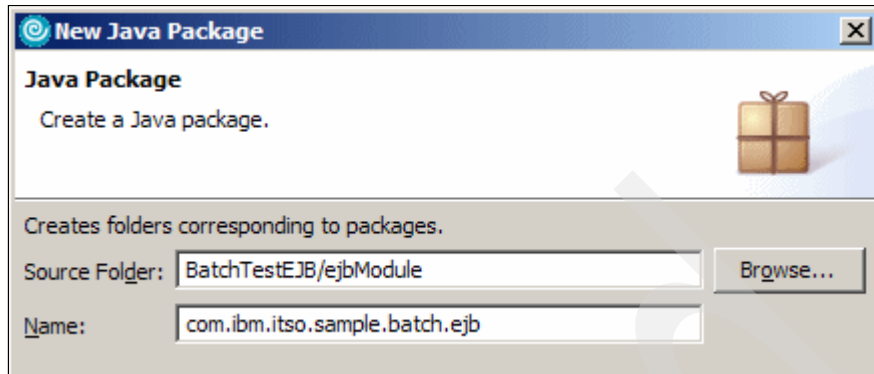 New Java Package
Java Package
Create a Java package.
Creates folders corresponding to packages.
Source Folder: BatchTestEJB/ejbModule Browse...
Name: com.ibm.itso.sample.batch.ejb